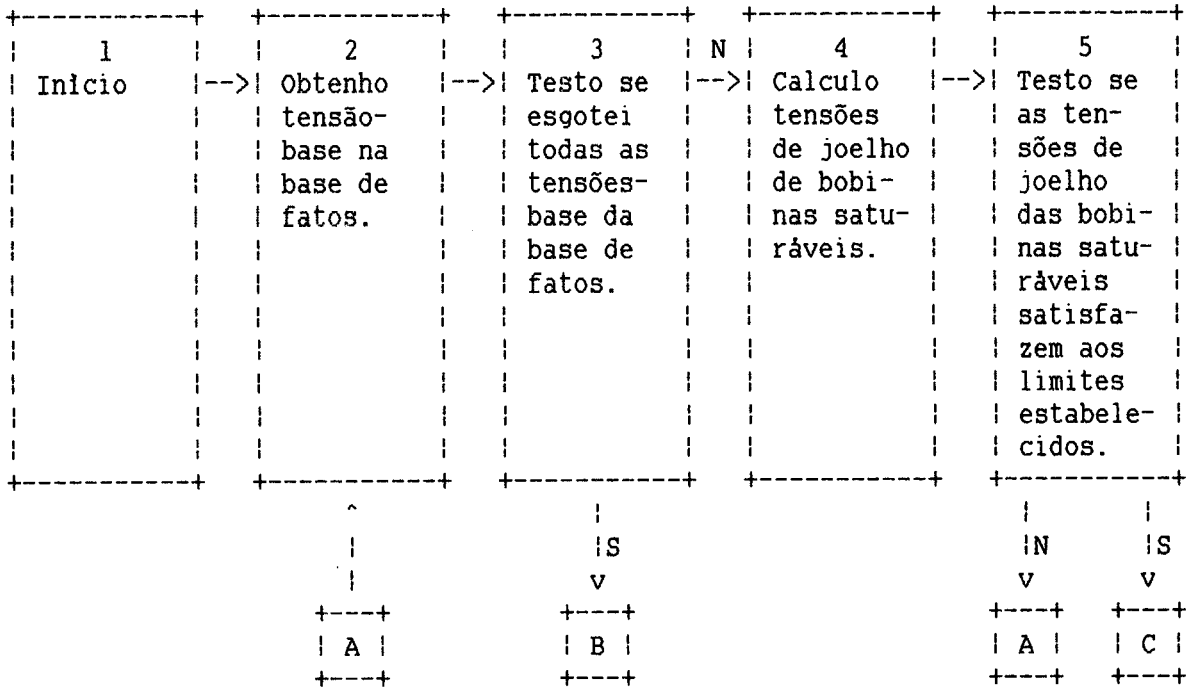 1
Início
-->
2
Obtenho
tensão-
base na
base de
fatos.
-->
3
Testo se
esgotei
todas as
tensões-
base da
base de
fatos.
N
-->
4
Calculo
tensões
de joelho
de bobi-
nas satu-
ráveis.
-->
5
Testo se
as ten-
sões de
joelho
das bobi-
nas satu-
ráveis
satisfa-
zem aos
limites
estabele-
cidos.
S
N
S
A
B
A
C